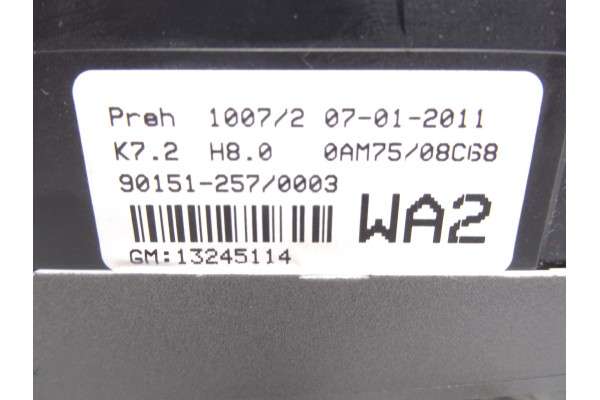 Preh 1007/2 07-01-2011
K7.2 H8.0 0AM75/08C68
90151-257/0003
WA2
GM:13245114